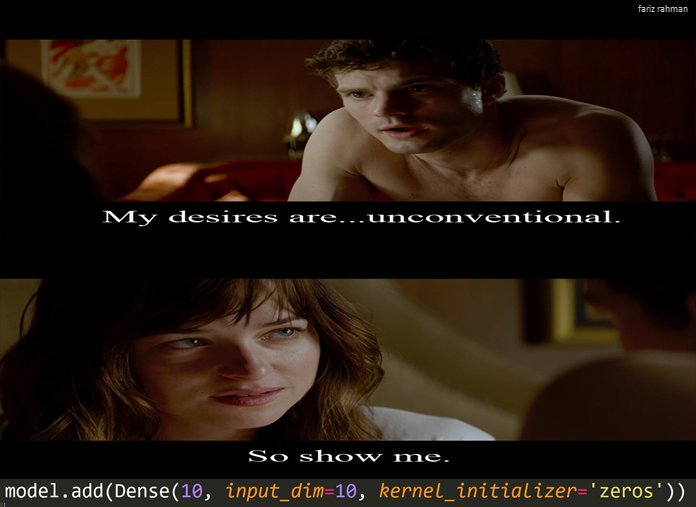 fariz rahman
My desires are...unconventional.
So show me.
model.add(Dense(10, input_dim=10, kernel_initializer='zeros'))